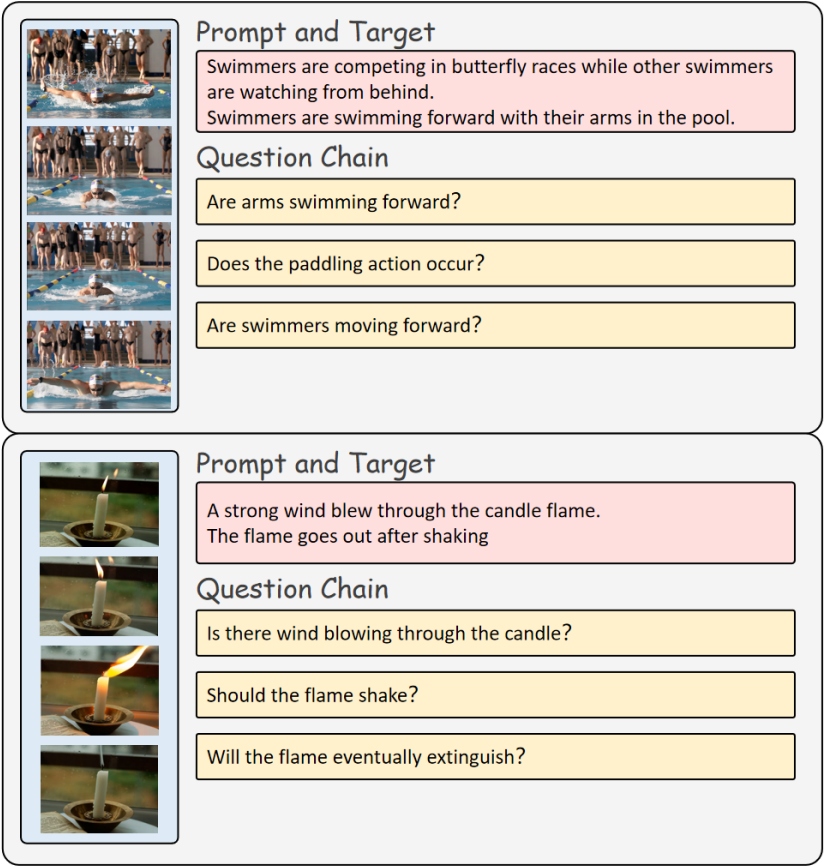 Prompt and Target
Swimmers are competing in butterfly races while other swimmers
are watching from behind.
Swimmers are swimming forward with their arms in the pool.
Question Chain
Are arms swimming forward?
Does the paddling action occur?
Are swimmers moving forward?
Prompt and Target
A strong wind blew through the candle flame.
The flame goes out after shaking
Question Chain
Is there wind blowing through the candle?
Should the flame shake?
Will the flame eventually extinguish?